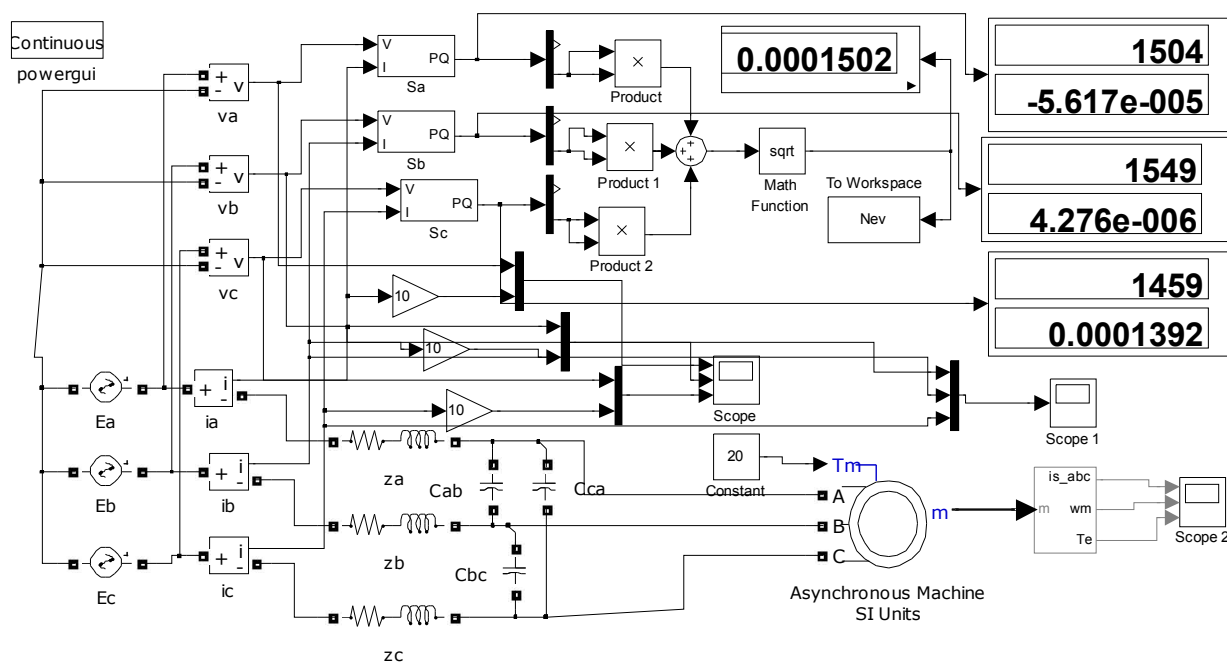 Continuous
powergui
+
-
v
va
+
-
v
vb
+
-
v
vc
V
I
PQ
Sa
V
I
PQ
Sb
V
I
PQ
Sc
×
Product
×
Product 1
×
Product 2
+
+
+
sqrt
Math
Function
0.0001502
To Workspace
Nev
1504
-5.617e-005
1549
4.276e-006
1459
0.0001392
10
10
10
Scope
Scope 1
Ea
+
i
-
ia
Eb
+
i
-
ib
Ec
+
i
-
ic
za
zb
zc
Cab
Cca
Cbc
20
Constant
Tm
A
B
C
m
Asynchronous Machine
SI Units
m
is_abc
wm
Te
Scope 2